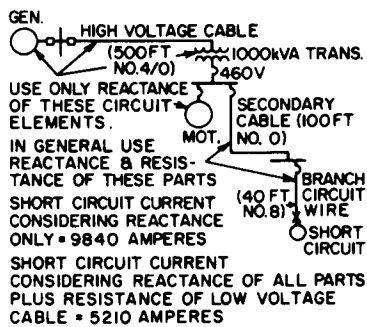 GEN.
HIGH VOLTAGE CABLE
(500FT
NO.4/0)
1000kVA TRANS.
460V
USE ONLY REACTANCE
OF THESE CIRCUIT
ELEMENTS.
MOT.
SECONDARY
CABLE (100FT
NO. 0)
IN GENERAL USE
REACTANCE & RESIS-
TANCE OF THESE PARTS
BRANCH
CIRCUIT
WIRE
(40 FT
NO.8)
SHORT
CIRCUIT
SHORT CIRCUIT CURRENT
CONSIDERING REACTANCE
ONLY = 9840 AMPERES
SHORT CIRCUIT CURRENT
CONSIDERING REACTANCE OF ALL PARTS
PLUS RESISTANCE OF LOW VOLTAGE
CABLE = 5210 AMPERES